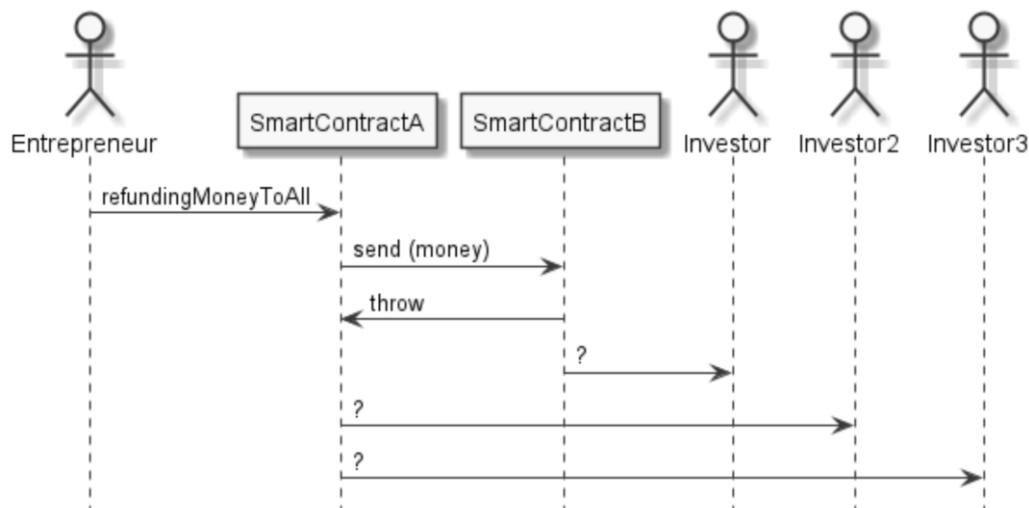 Entrepreneur
SmartContractA
SmartContractB
Investor
Investor2
Investor3
refundingMoneyToAll
send (money)
throw
?
?
?